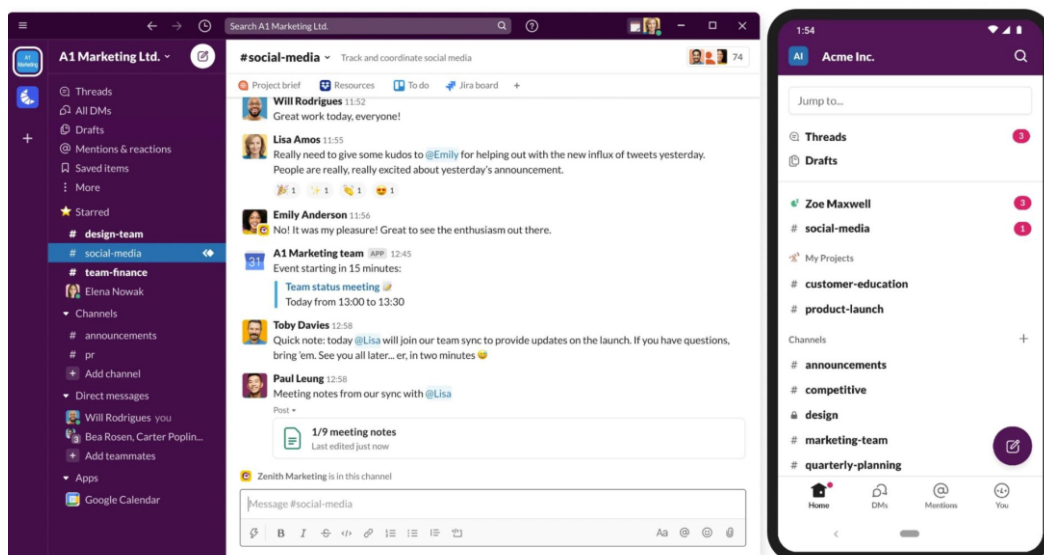 Search A1 Marketing Ltd.
A1
Marketing
A1 Marketing Ltd.
Threads
All DMs
Drafts
@ Mentions & reactions
Saved items
More
Starred
# design-team
# social-media
# team-finance
Elena Nowak
Channels
# announcements
# pr
+ Add channel
Direct messages
Will Rodrigues you
3 Bea Rosen, Carter Poplin...
+ Add teammates
Apps
Google Calendar
#social-media Track and coordinate social media
74
Project brief Resources To do Jira board +
Will Rodrigues 11:52
Great work today, everyone!
Lisa Amos 11:55
Really need to give some kudos to @Emily for helping out with the new influx of tweets yesterday.
People are really, really excited about yesterday's announcement.
1 1 1 1
Emily Anderson 11:56
No! It was my pleasure! Great to see the enthusiasm out there.
31
A1 Marketing team APP 12:45
Event starting in 15 minutes:
Team status meeting
Today from 13:00 to 13:30
Toby Davies 12:58
Quick note: today @Lisa will join our team sync to provide updates on the launch. If you have questions,
bring 'em. See you all later... er, in two minutes
Paul Leung 12:58
Meeting notes from our sync with @Lisa
Post
1/9 meeting notes
Last edited just now
Zenith Marketing is in this channel
Message #social-media
B I S </> Aa @
1:54
AI Acme Inc.
Jump to...
Threads 3
Drafts
Zoe Maxwell 3
# social-media 1
My Projects
# customer-education
# product-launch
Channels +
# announcements
# competitive
design
# marketing-team
# quarterly-planning
Home DMs Mentions You